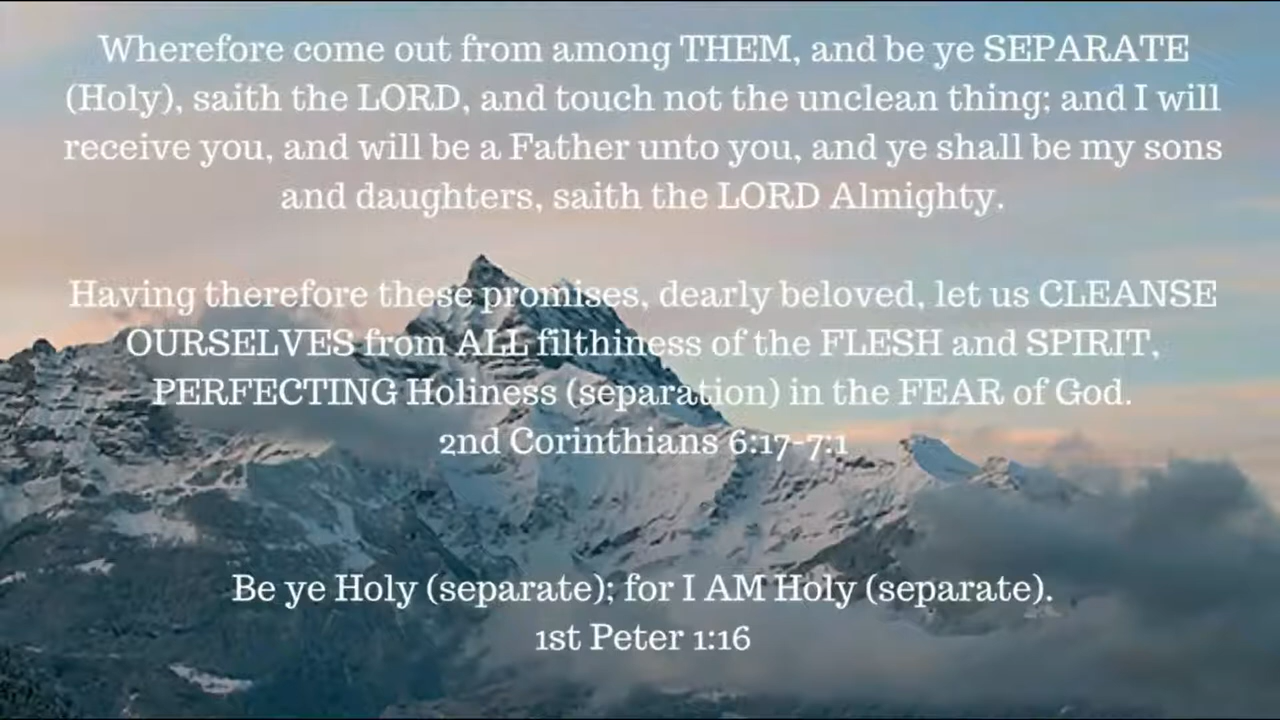 Wherefore come out from among THEM, and be ye SEPARATE
(Holy), saith the LORD, and touch not the unclean thing; and I will
receive you, and will be a Father unto you, and ye shall be my sons
and daughters, saith the LORD Almighty.
Having therefore these promises, dearly beloved, let us CLEANSE
OURSELVES from ALL filthiness of the FLESH and SPIRIT,
PERFECTING Holiness (separation) in the FEAR of God.
2nd Corinthians 6:17-7:1
Be ye Holy (separate); for I AM Holy (separate).
1st Peter 1:16